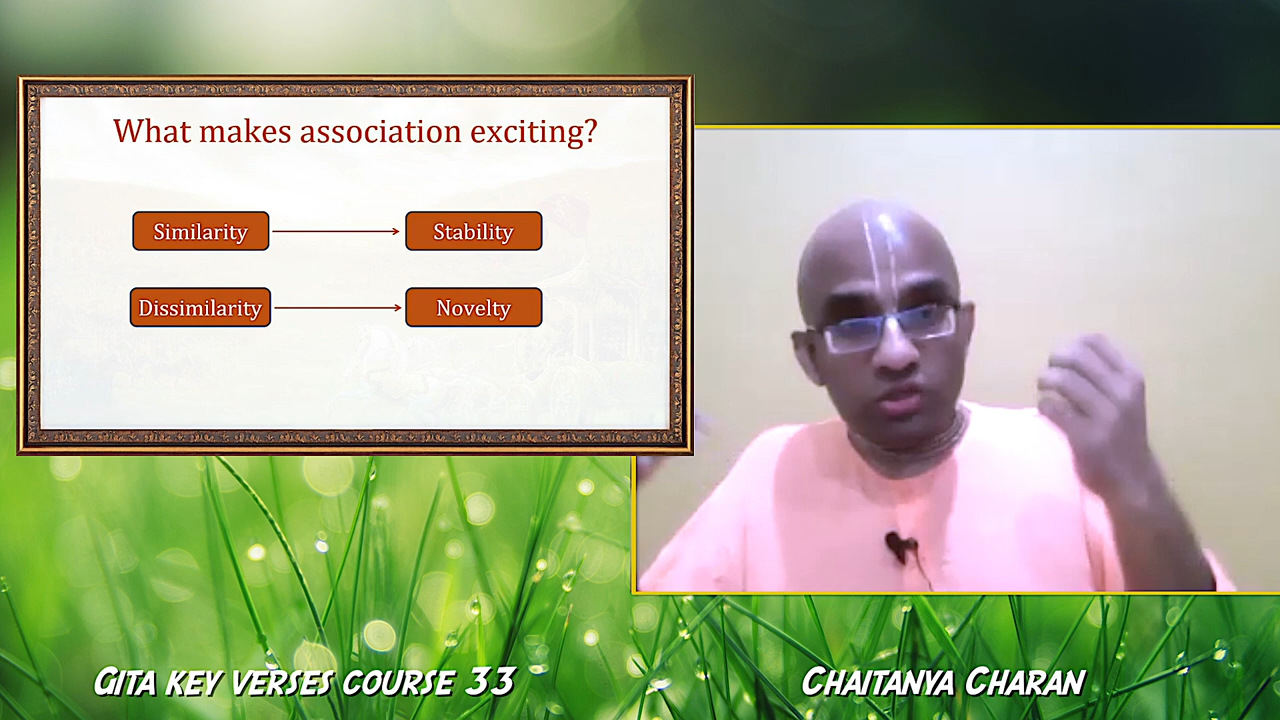 What makes association exciting?
Similarity
Stability
Dissimilarity
Novelty
Gita key verses course 33
Chaitanya Charan